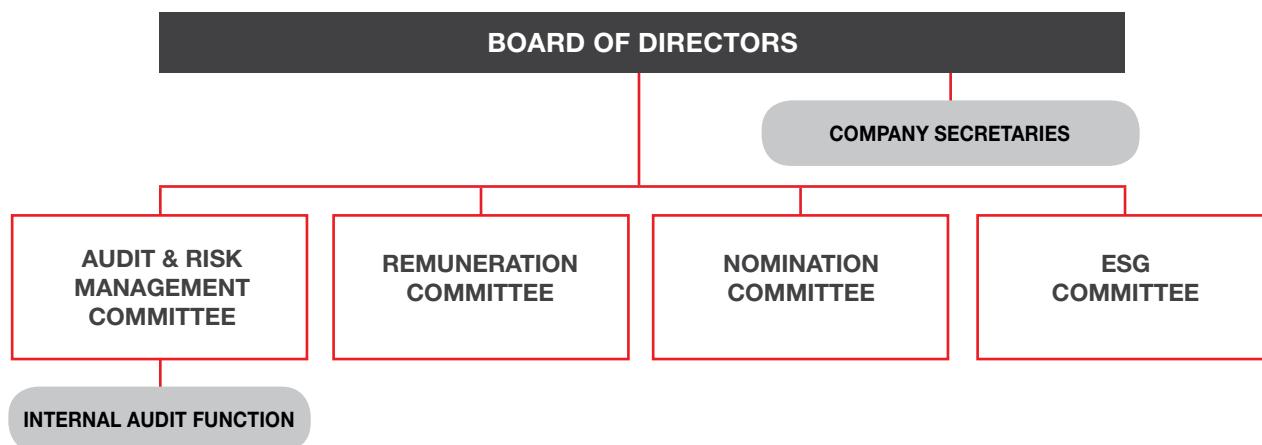 BOARD OF DIRECTORS
COMPANY SECRETARIES
AUDIT & RISK
MANAGEMENT
COMMITTEE
REMUNERATION
COMMITTEE
NOMINATION
COMMITTEE
ESG
COMMITTEE
INTERNAL AUDIT FUNCTION